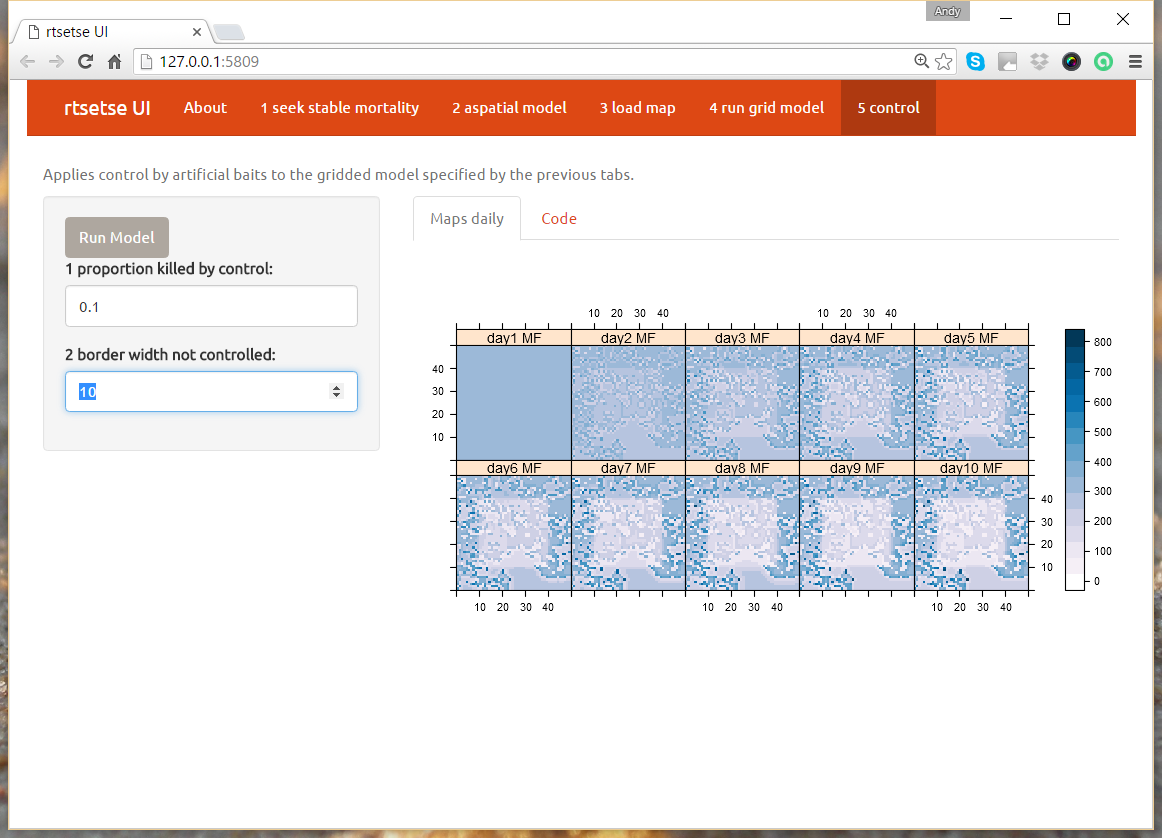 Andy
rtsetse UI
127.0.0.1:5809
rtsetse UI About 1 seek stable mortality 2 aspatial model 3 load map 4 run grid model 5 control
Applies control by artificial baits to the gridded model specified by the previous tabs.
Run Model
1 proportion killed by control:
0.1
2 border width not controlled:
10
Maps daily Code
10 20 30 40 10 20 30 40
day1 MF day2 MF day3 MF day4 MF day5 MF
40
30
20
10
day6 MF day7 MF day8 MF day9 MF day10 MF
40
30
20
10
10 20 30 40 10 20 30 40 10 20 30 40
800
700
600
500
400
300
200
100
0